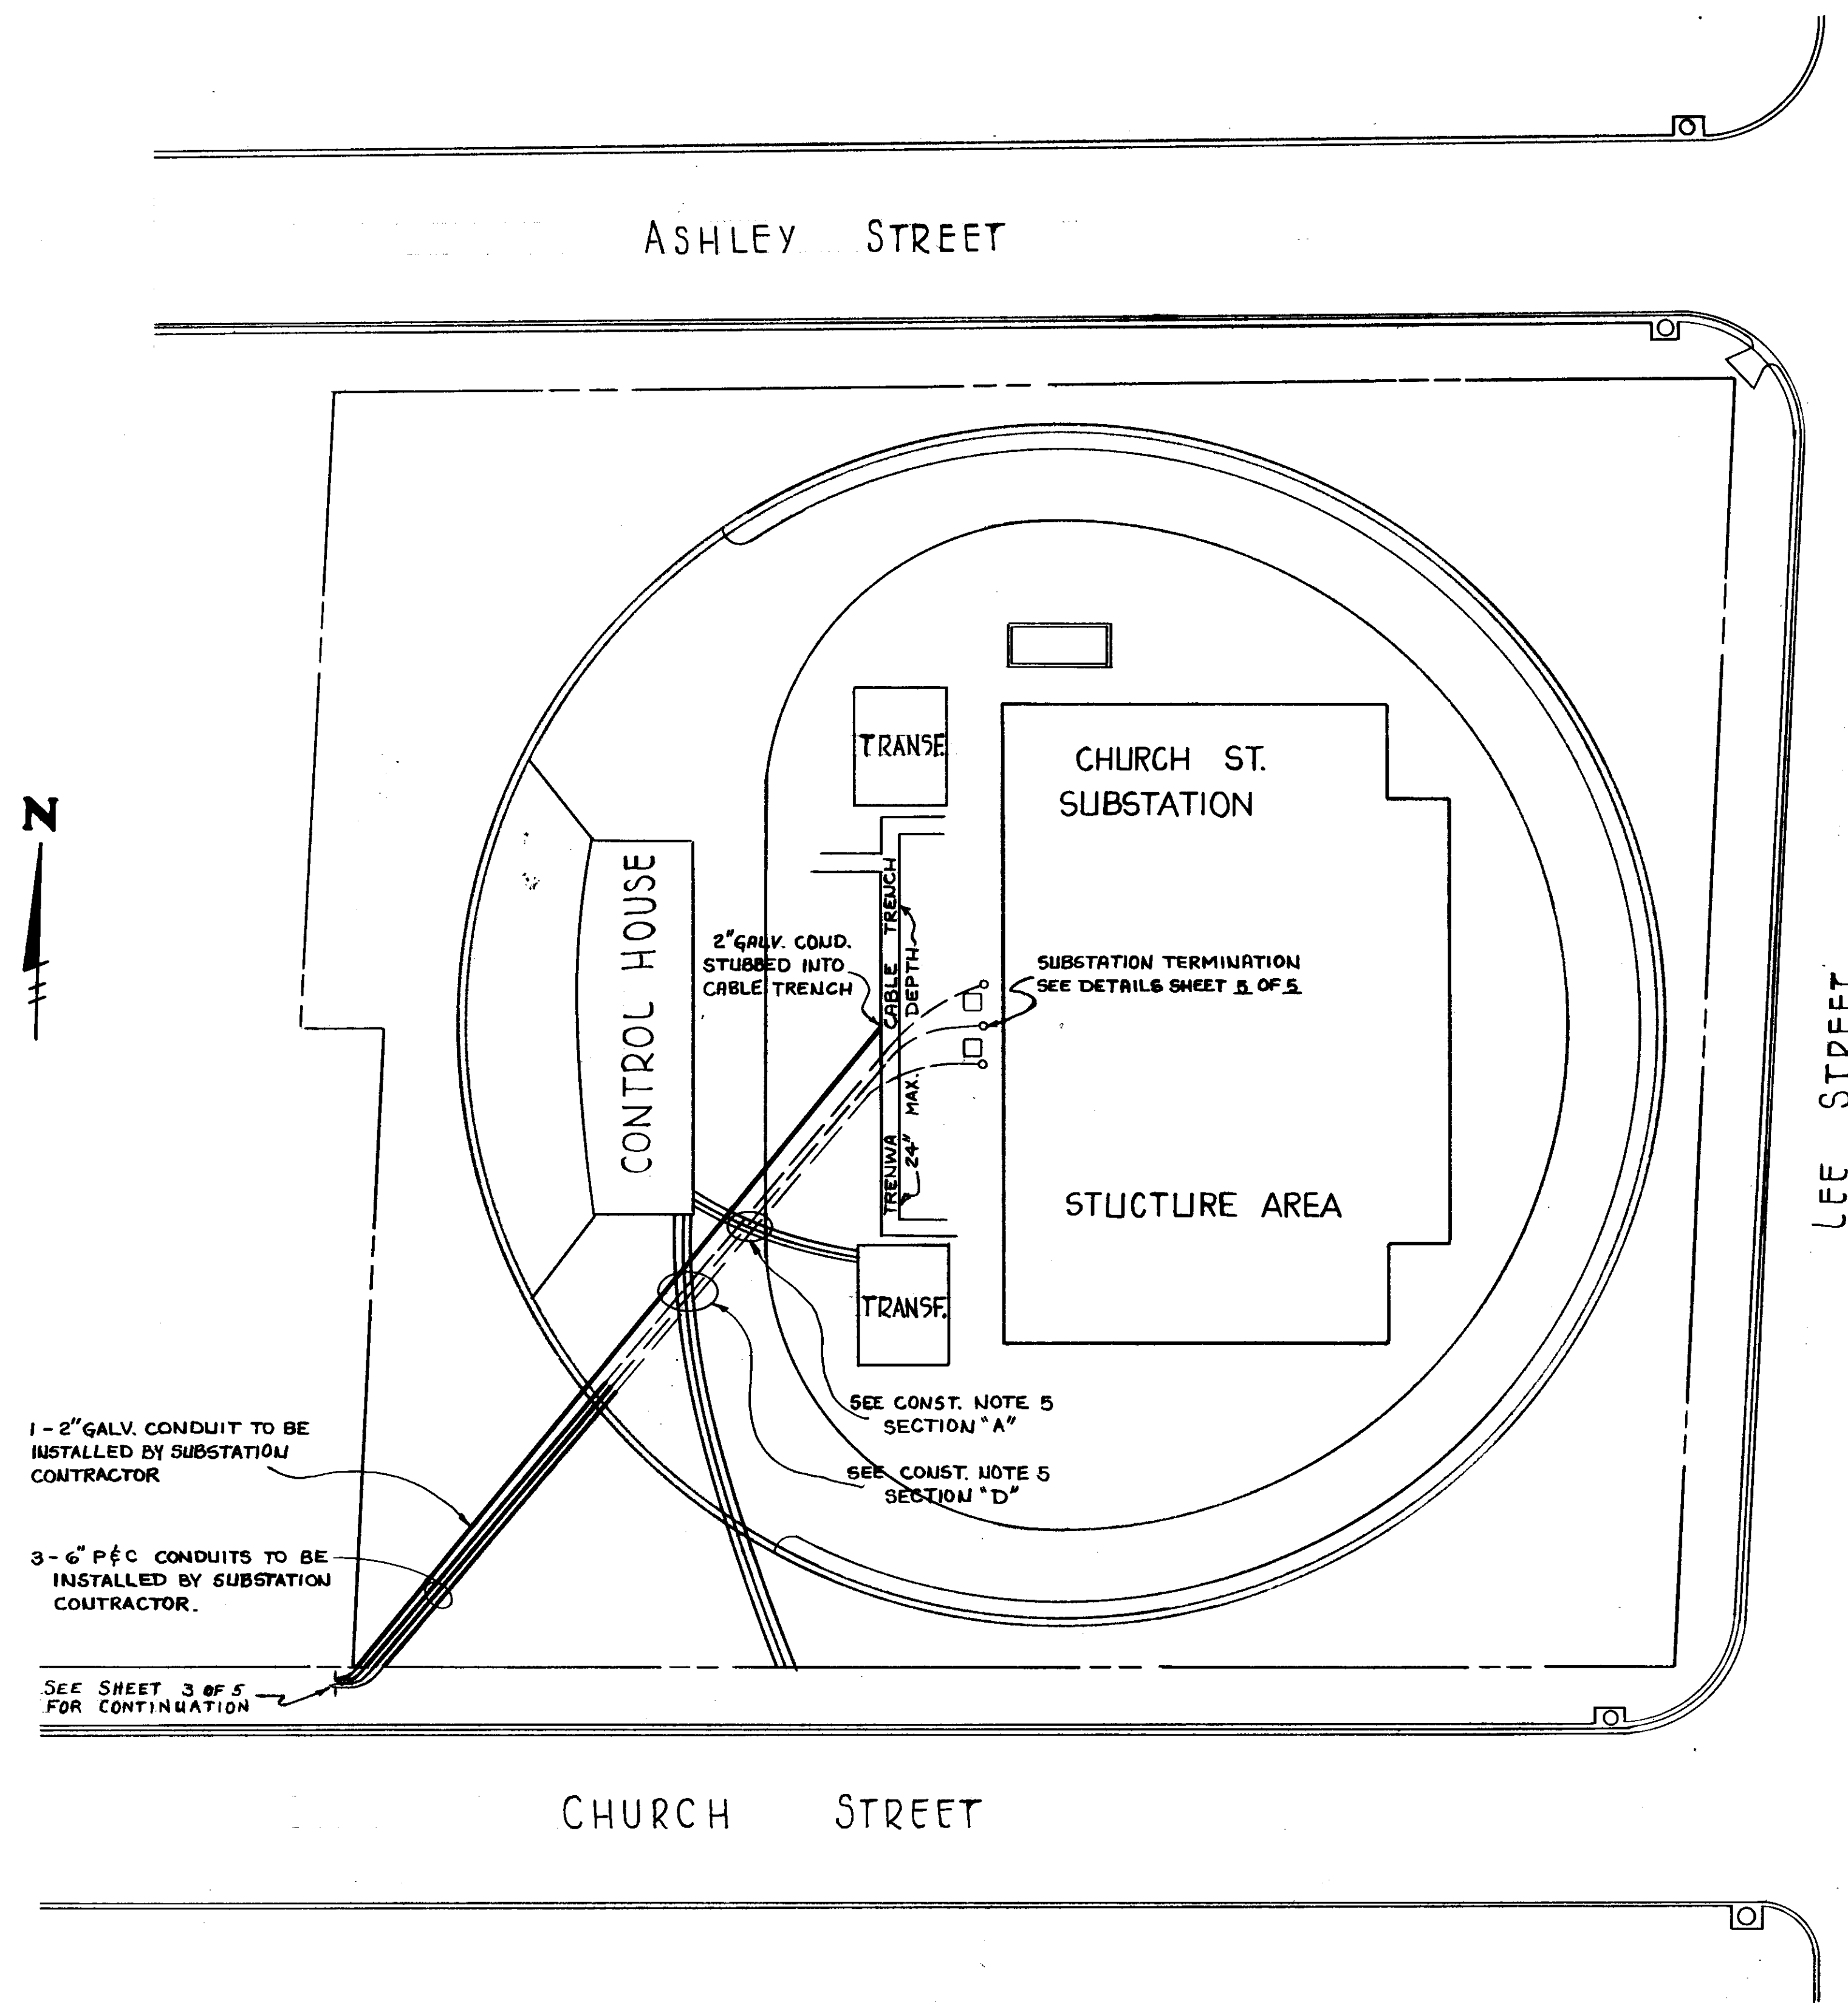 ASHLEY STREET
N
TRANSF.
CHURCH ST.
SUBSTATION
CONTROL HOUSE
2" GALV. COND.
STUBBED INTO
CABLE TRENCH
TRENWA CABLE TRENCH
24" MAX. DEPTH
SUBSTATION TERMINATION
SEE DETAILS SHEET 5 OF 5
LEE STREET
STUCTURE AREA
TRANSF.
SEE CONST. NOTE 5
SECTION "A"
SEE CONST. NOTE 5
SECTION "D"
1-2" GALV. CONDUIT TO BE
INSTALLED BY SUBSTATION
CONTRACTOR
3-6" P&C CONDUITS TO BE
INSTALLED BY SUBSTATION
CONTRACTOR.
SEE SHEET 3 OF 5
FOR CONTINUATION
CHURCH STREET